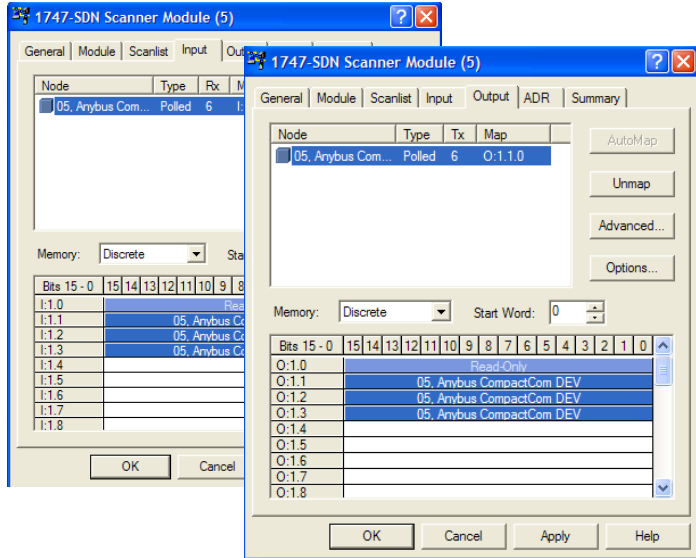 1747-SDN Scanner Module (5)
General Module Scanlist Input
Node Type Rx
05, Anybus Com... Polled 6
Memory: Discrete
Bits 15 - 0 15 14 13 12 11 10 9 8
I:1.0
I:1.1 05, Anybus
I:1.2 05, Anybus
I:1.3 05, Anybus
I:1.4
I:1.5
I:1.6
I:1.7
I:1.8
OK Cancel
1747-SDN Scanner Module (5)
General Module Scanlist Input Output ADR Summary
Node Type Tx Map
05, Anybus Com... Polled 6 O:1.1.0
AutoMap
Unmap
Advanced...
Options...
Memory: Discrete Start Word: 0
Bits 15 - 0 15 14 13 12 11 10 9 8 7 6 5 4 3 2 1 0
O:1.0 Read-Only
O:1.1 05, Anybus CompactCom DEV
O:1.2 05, Anybus CompactCom DEV
O:1.3 05, Anybus CompactCom DEV
O:1.4
O:1.5
O:1.6
O:1.7
O:1.8
OK Cancel Apply Help